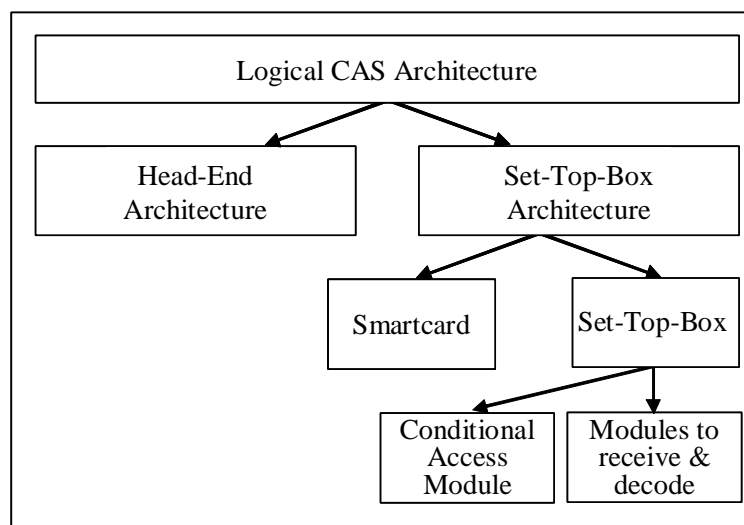 Logical CAS Architecture
Head-End
Architecture
Set-Top-Box
Architecture
Smartcard
Set-Top-Box
Conditional
Access
Module
Modules to
receive &
decode